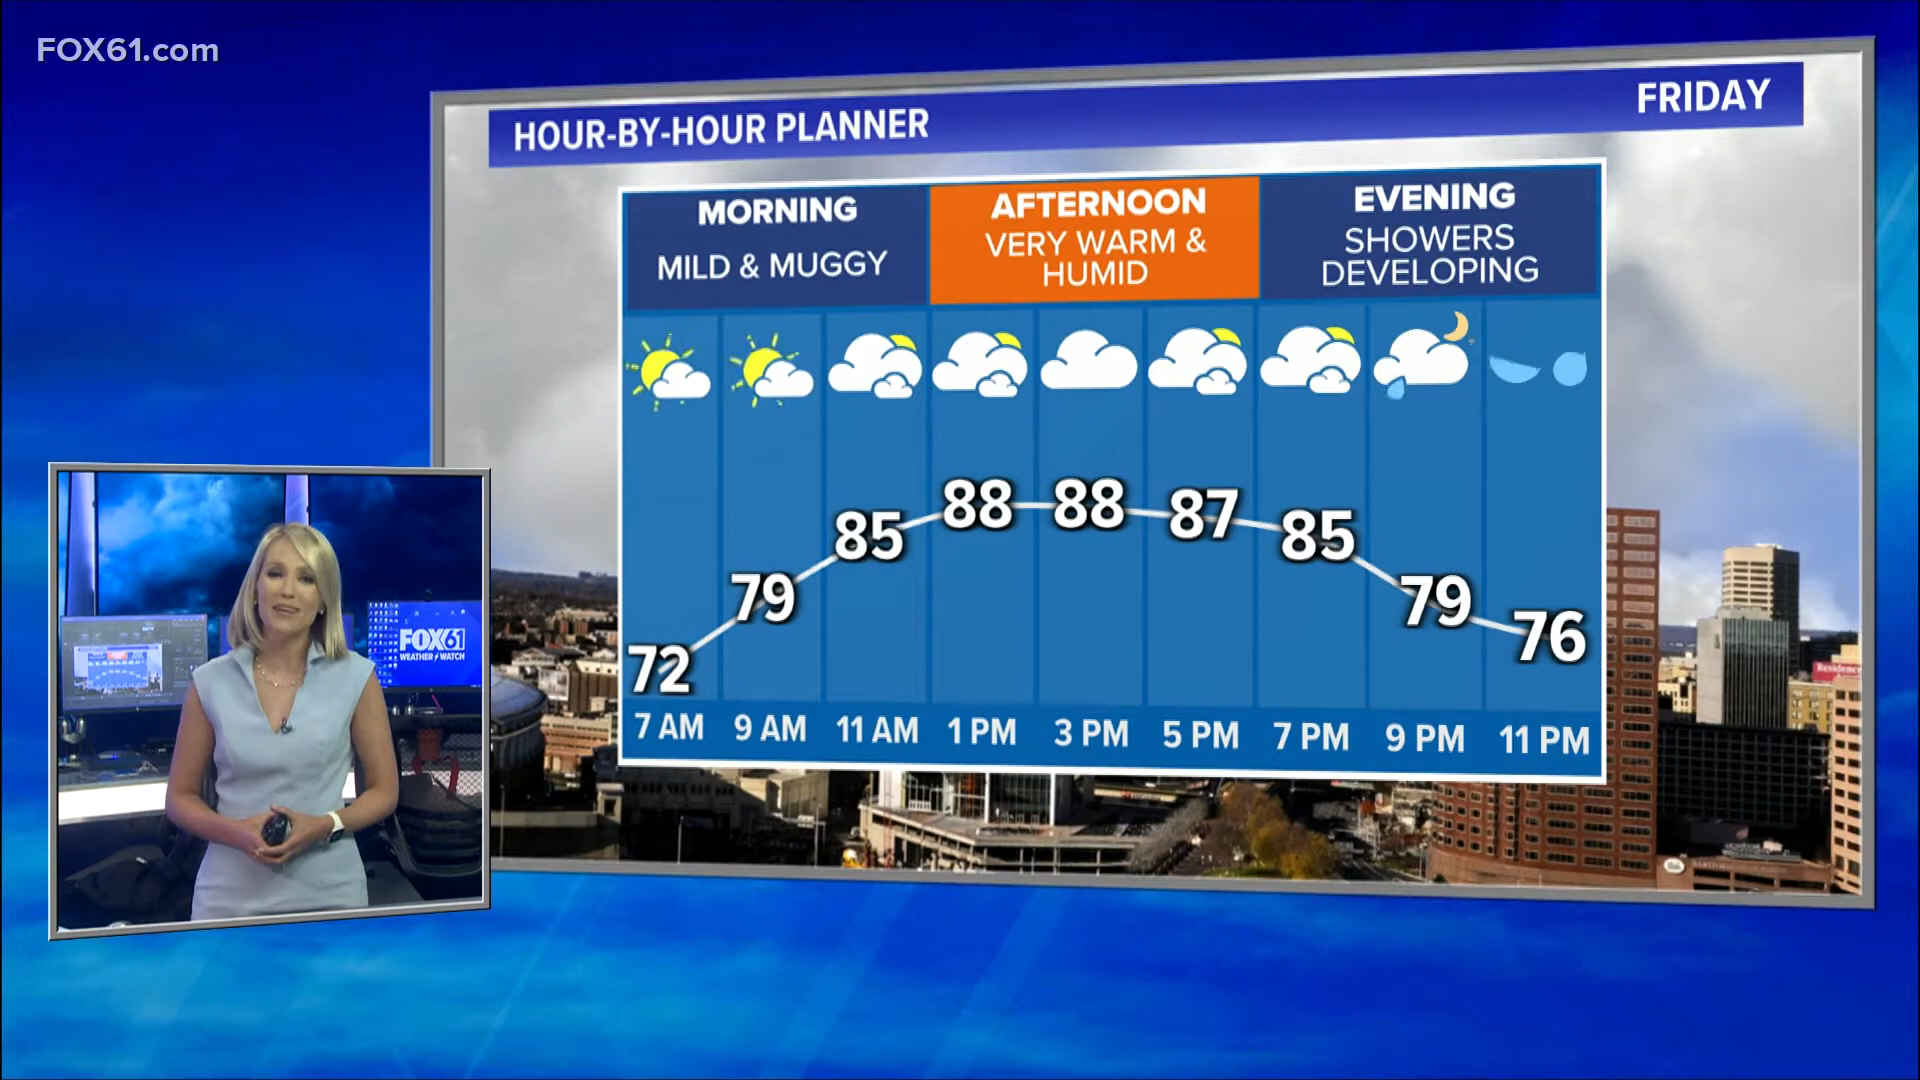 FOX61.com
HOUR-BY-HOUR PLANNER
FRIDAY
MORNING
MILD & MUGGY
AFTERNOON
VERY WARM &
HUMID
EVENING
SHOWERS
DEVELOPING
72 79 85 88 88 87 85 79 76
7 AM 9 AM 11 AM 1 PM 3 PM 5 PM 7 PM 9 PM 11 PM
FOX61
WEATHER WATCH
Residence